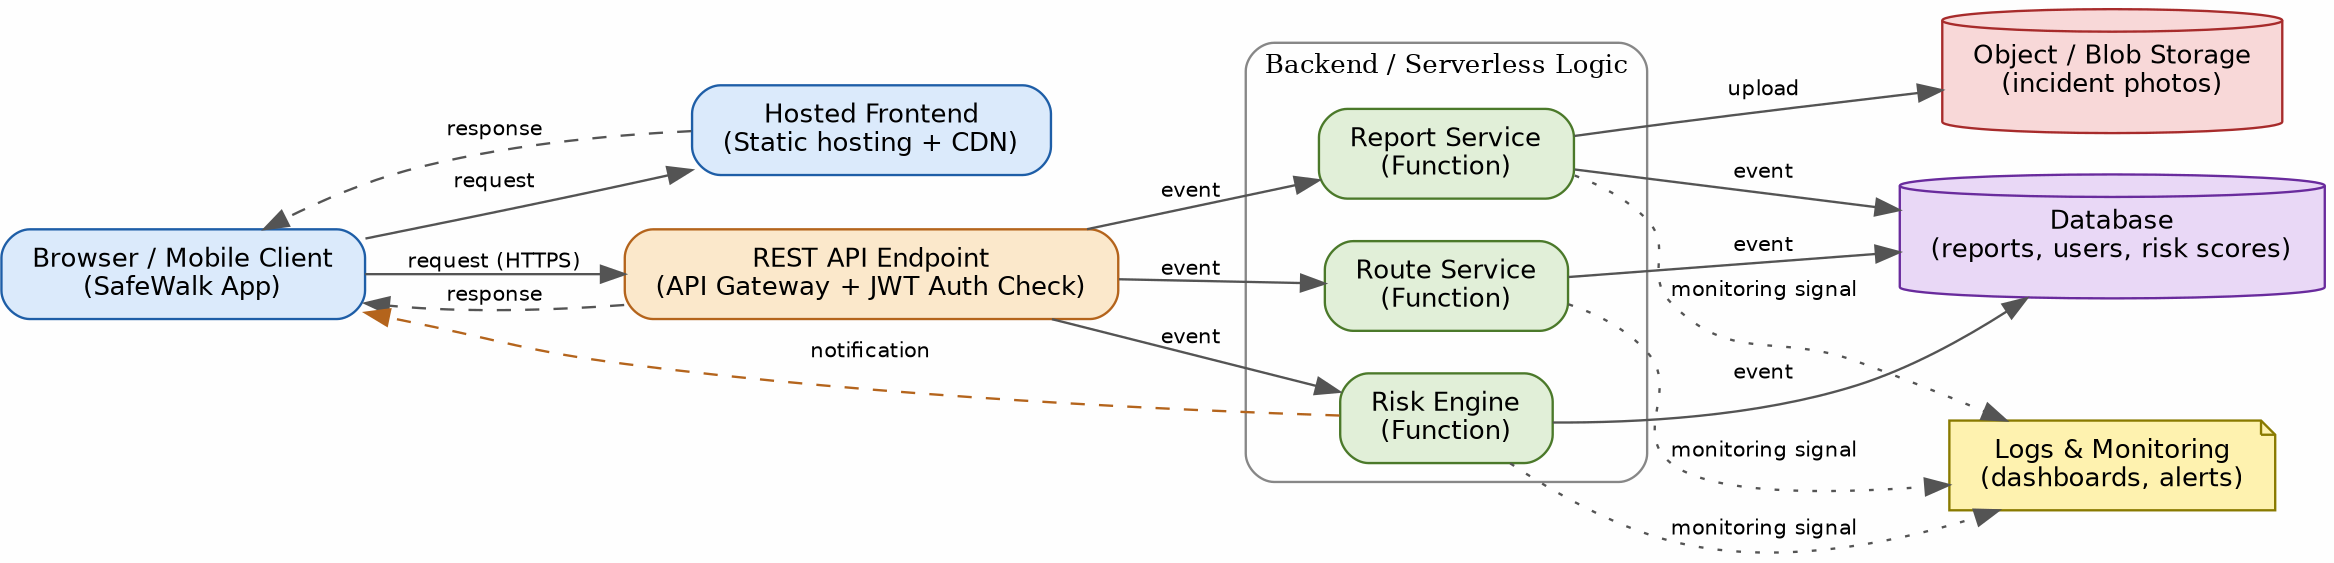 Browser / Mobile Client
(SafeWalk App)
response
request
request (HTTPS)
response
notification
Hosted Frontend
(Static hosting + CDN)
REST API Endpoint
(API Gateway + JWT Auth Check)
event
event
event
Backend / Serverless Logic
Report Service
(Function)
Route Service
(Function)
Risk Engine
(Function)
upload
event
event
monitoring signal
event
monitoring signal
monitoring signal
Object / Blob Storage
(incident photos)
Database
(reports, users, risk scores)
Logs & Monitoring
(dashboards, alerts)